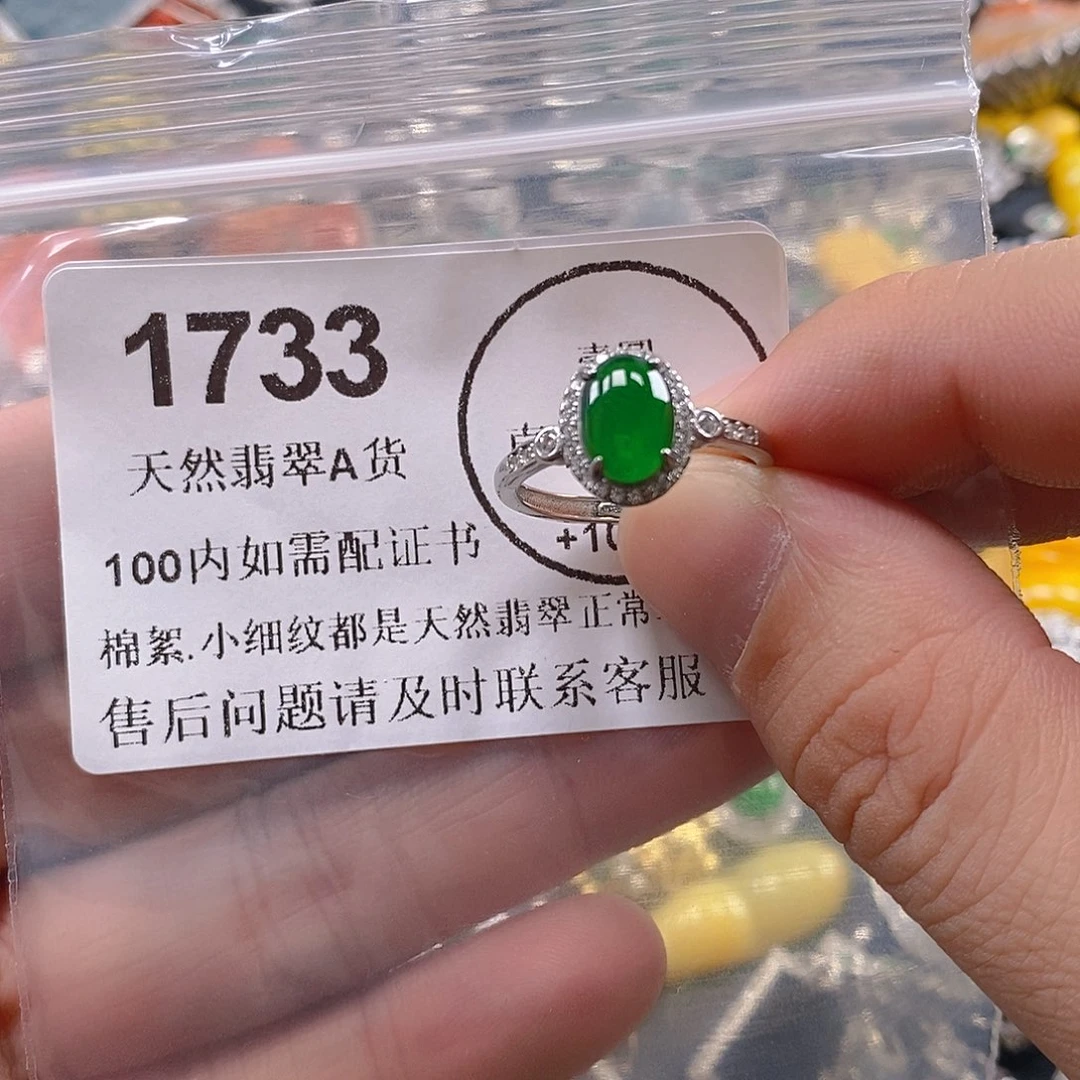 1733
天然翡翠A货
100内如需配证书
+10
棉絮.小细纹都是天然翡翠正常
售后问题请及时联系客服